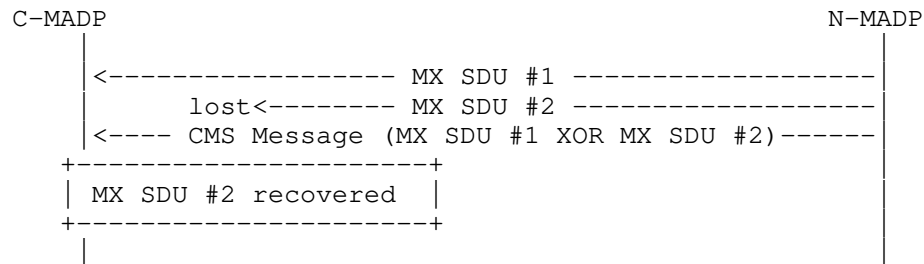 C-MADP N-MADP
| |
|<------------------ MX SDU #1 -------------------|
| lost<-------- MX SDU #2 -------------------|
|<---- CMS Message (MX SDU #1 XOR MX SDU #2)------|
+----------------------+ |
| MX SDU #2 recovered | |
+----------------------+ |
| |